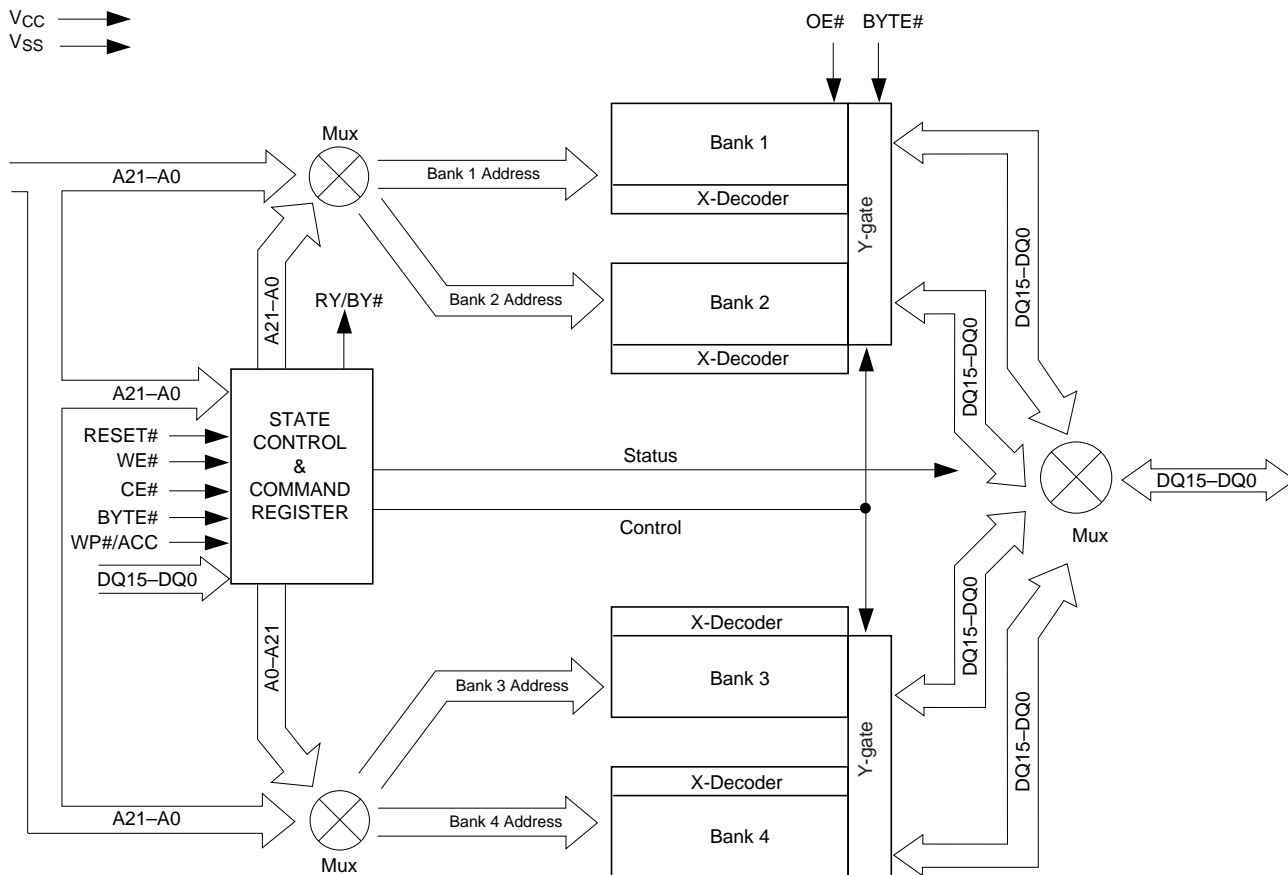 VCC
VSS
OE# BYTE#
Mux
Bank 1
A21–A0
Bank 1 Address
X-Decoder
Y-gate
DQ15–DQ0
A21–A0
RY/BY#
Bank 2 Address
Bank 2
X-Decoder
DQ15–DQ0
A21–A0
RESET#
WE#
CE#
BYTE#
WP#/ACC
DQ15–DQ0
STATE
CONTROL
&
COMMAND
REGISTER
Status
Control
DQ15–DQ0
Mux
A0–A21
X-Decoder
Bank 3 Address
Bank 3
DQ15–DQ0
Y-gate
DQ15–DQ0
X-Decoder
A21–A0
Bank 4 Address
Bank 4
Mux